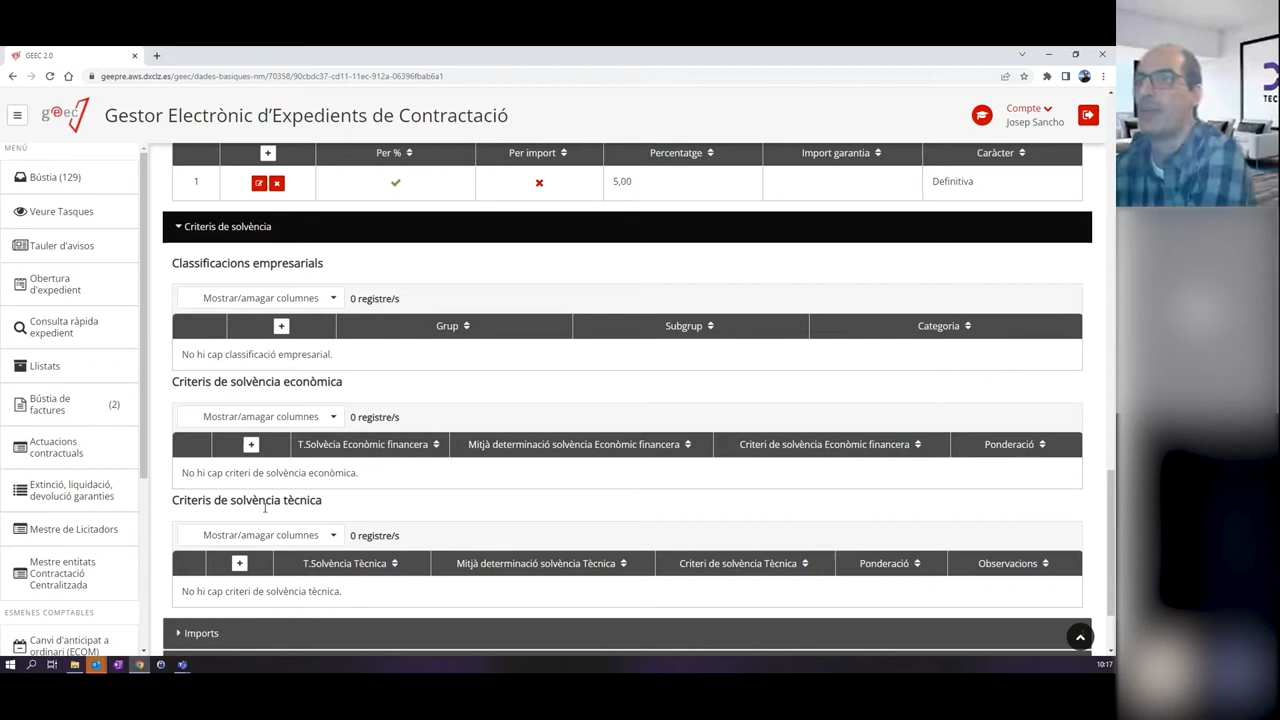 GEEC 2.0
geepre.aws.dxclz.es/geec/dades-basiques-nm/70358/90cbdc37-cd11-11ec-912a-06396fbab6a1
geec
Gestor Electrònic d'Expedients de Contractació
Compte
Josep Sancho
TEC
MENÚ
Bústia (129)
Veure Tasques
Tauler d'avisos
Obertura
d'expedient
Consulta ràpida
expedient
Llistats
Bústia de
factures
(2)
Actuacions
contractuals
Extinció, liquidació,
devolució garanties
Mestre de Licitadors
Mestre entitats
Contractació
Centralitzada
ESMENES COMPTABLES
Canvi d'anticipat a
ordinari (ECOM)
Per % Per import Percentatge Import garantia Caràcter
1 5,00 Definitiva
Criteris de solvència
Classificacions empresarials
Mostrar/amagar columnes 0 registre/s
Grup Subgrup Categoria
No hi cap classificació empresarial.
Criteris de solvència econòmica
Mostrar/amagar columnes 0 registre/s
T.Solvècia Econòmic financera Mitjà determinació solvència Econòmic financera Criteri de solvència Econòmic financera Ponderació
No hi cap criteri de solvència econòmica.
Criteris de solvència tècnica
Mostrar/amagar columnes 0 registre/s
T.Solvència Tècnica Mitjà determinació solvència Tècnica Criteri de solvència Tècnica Ponderació Observacions
No hi cap criteri de solvència tècnica.
Imports
10:17